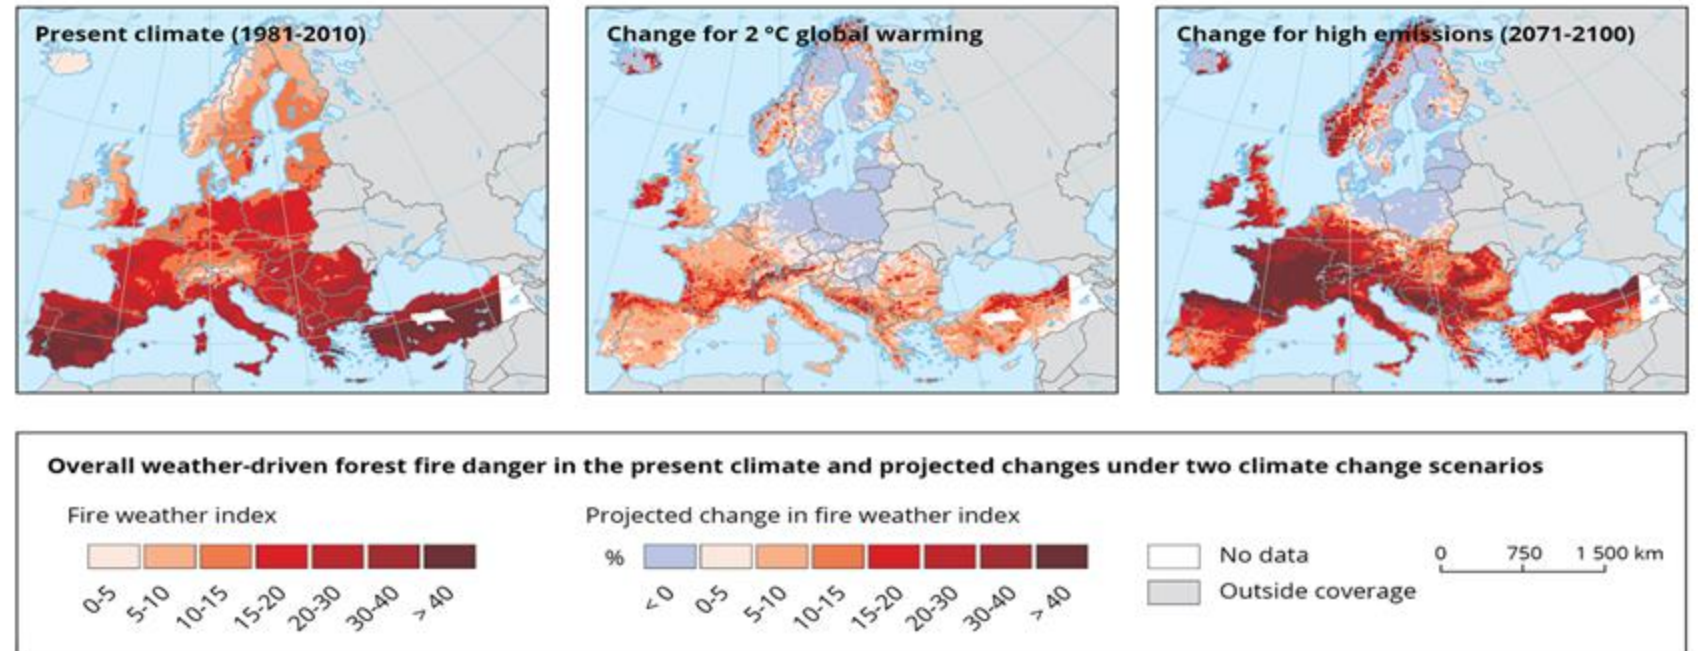 Present climate (1981-2010)
Change for 2 °C global warming
Change for high emissions (2071-2100)
Overall weather-driven forest fire danger in the present climate and projected changes under two climate change scenarios
Fire weather index
0-5
5-10
10-15
15-20
20-30
30-40
> 40
Projected change in fire weather index
%
< 0
0-5
5-10
10-15
15-20
20-30
30-40
> 40
No data
Outside coverage
0 750 1 500 km